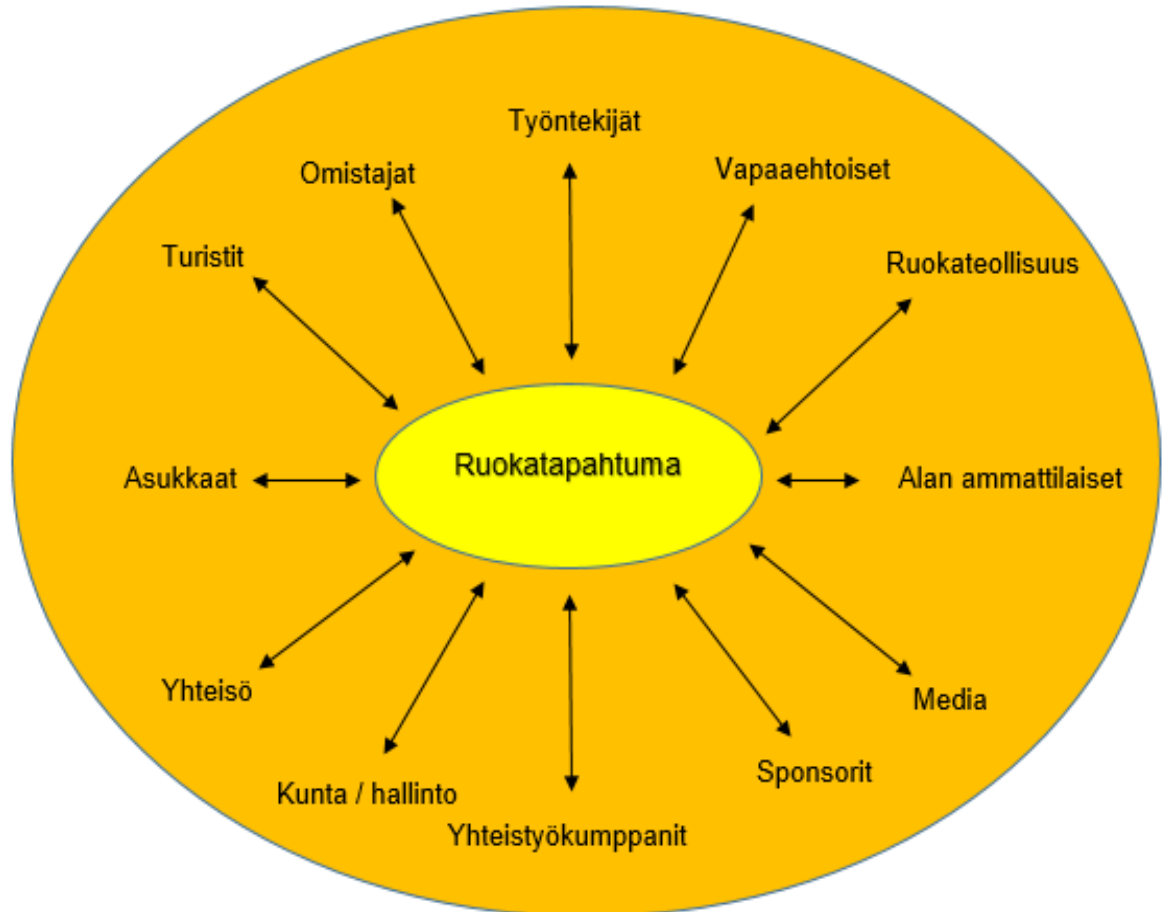 Työntekijät
Omistajat
Vapaaehtoiset
Turistit
Ruokateollisuus
Ruokatapahtuma
Asukkaat
Alan ammattilaiset
Yhteisö
Media
Sponsorit
Kunta / hallinto
Yhteistyökumppanit